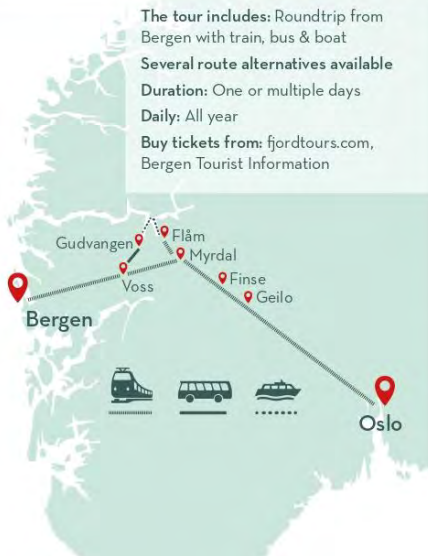 The tour includes: Roundtrip from
Bergen with train, bus & boat
Several route alternatives available
Duration: One or multiple days
Daily: All year
Buy tickets from: fjordtours.com,
Bergen Tourist Information
Gudvangen
Flåm
Myrdal
Voss
Finse
Geilo
Bergen
Oslo